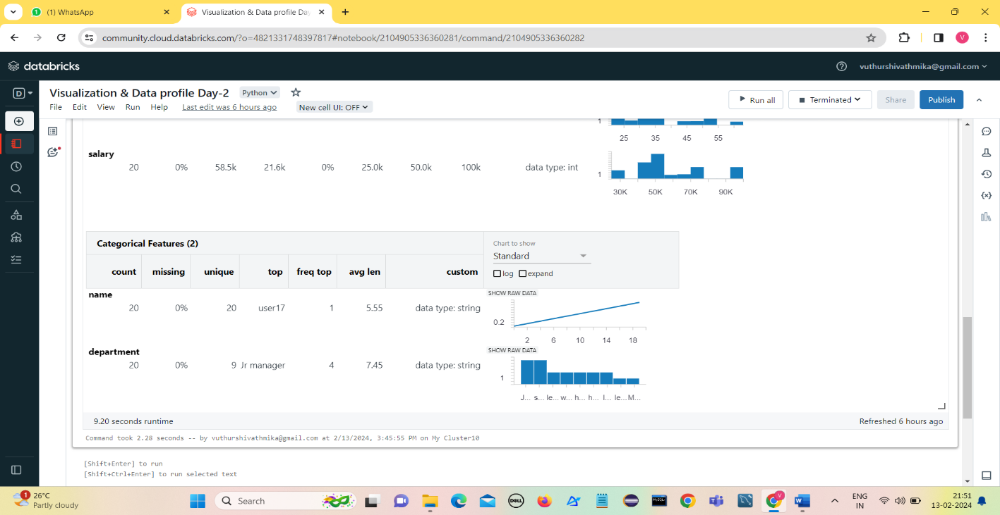 (1) WhatsApp
Visualization & Data profile Day
community.cloud.databricks.com/?o=4821331748397817#notebook/2104905336360281/command/2104905336360282
V
databricks
vuthurshivathmika@gmail.com
D
Visualization & Data profile Day-2 Python
Run all Terminated Share Publish
File Edit View Run Help Last edit was 6 hours ago New cell UI: OFF
1
25 35 45 55
salary
20 0% 58.5k 21.6k 0% 25.0k 50.0k 100k data type: int
1
30K 50K 70K 90K
Categorical Features (2)
Chart to show
Standard
count missing unique top freq top avg len custom
log expand
name
SHOW RAW DATA
20 0% 20 user17 1 5.55 data type: string
0.2
2 6 10 14 18
department
SHOW RAW DATA
20 0% 9 Jr manager 4 7.45 data type: string
1
J... s... le... w... h... h... l... le... M...
9.20 seconds runtime
Refreshed 6 hours ago
Command took 2.28 seconds -- by vuthurshivathmika@gmail.com at 2/13/2024, 3:45:55 PM on My Cluster10
[Shift+Enter] to run
[Shift+Ctrl+Enter] to run selected text
1
26°C
Partly cloudy
Search
DELL
ENG
IN
21:51
13-02-2024